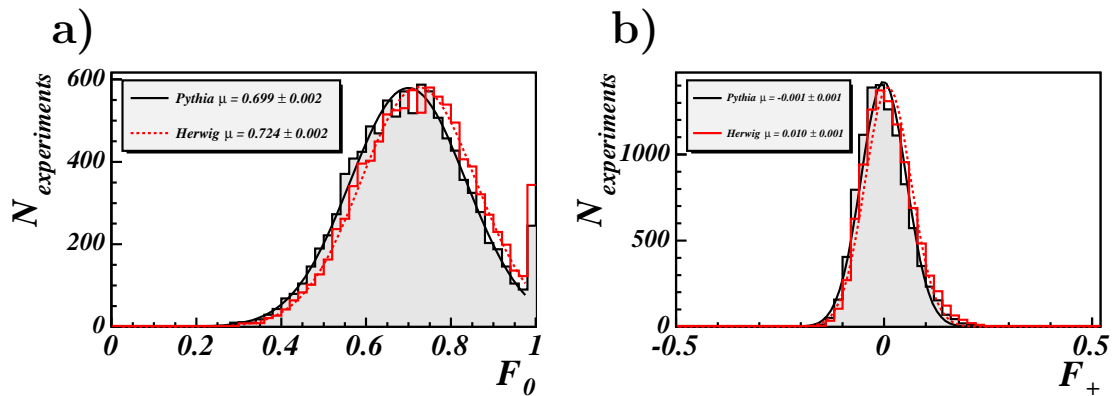 a)
N experiments
600
400
200
0
Pythia μ = 0.699 ± 0.002
Herwig μ = 0.724 ± 0.002
0 0.2 0.4 0.6 0.8 1
F0
b)
N experiments
1000
500
0
Pythia μ = -0.001 ± 0.001
Herwig μ = 0.010 ± 0.001
-0.5 0 0.5
F+